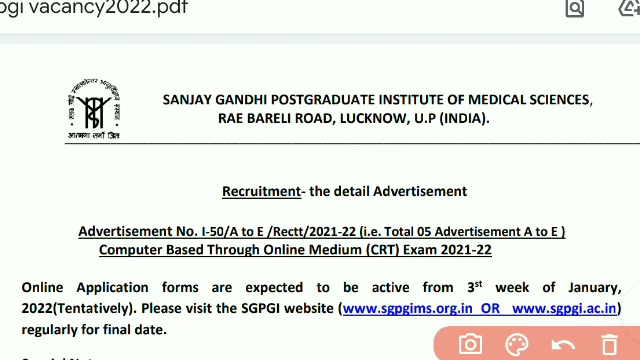 pgi vacancy2022.pdf
SANJAY GANDHI POSTGRADUATE INSTITUTE OF MEDICAL SCIENCES,
RAE BARELI ROAD, LUCKNOW, U.P (INDIA).
Recruitment- the detail Advertisement
Advertisement No. I-50/A to E /Rectt/2021-22 (i.e. Total 05 Advertisement A to E )
Computer Based Through Online Medium (CRT) Exam 2021-22
Online Application forms are expected to be active from 3st week of January,
2022(Tentatively). Please visit the SGPGI website (www.sgpgims.org.in OR www.sgpgi.ac.in)
regularly for final date.